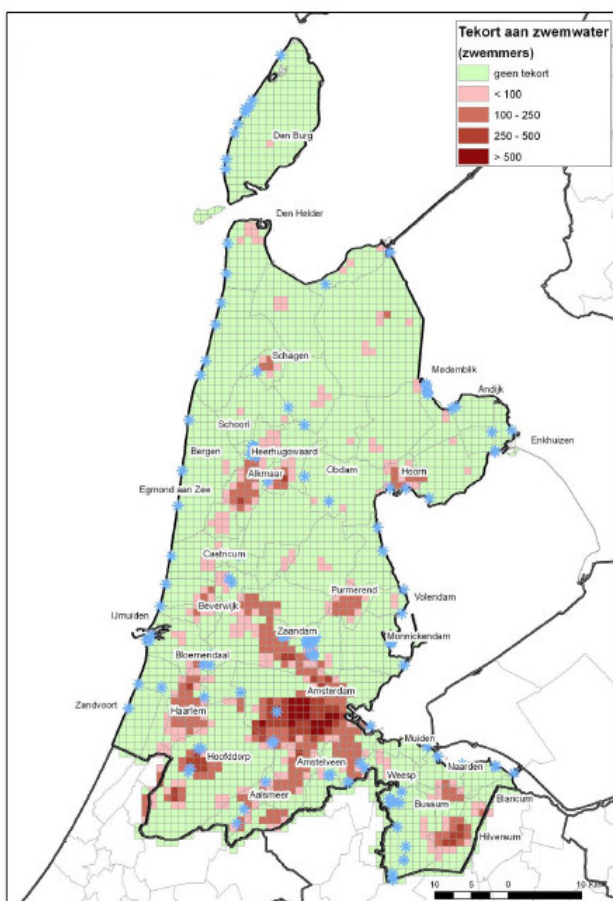 Tekort aan zwemwater
(zwemmers)
geen tekort
< 100
100 - 250
250 - 500
> 500
Den Burg
Den Helder
Schagen
Medemblik
Andijk
Schoorl
Enkhuizen
Bergen
Heerhugowaard
Alkmaar
Obdam
Hoorn
Egmond aan Zee
Castricum
Purmerend
Volendam
Beverwijk
IJmuiden
Zaandam
Monnickendam
Bloemendaal
Amsterdam
Zandvoort
Haarlem
Muiden
Hoofddorp
Amstelveen
Weesp
Naarden
Aalsmeer
Bussum
Blaricum
Hilversum
10 5 0